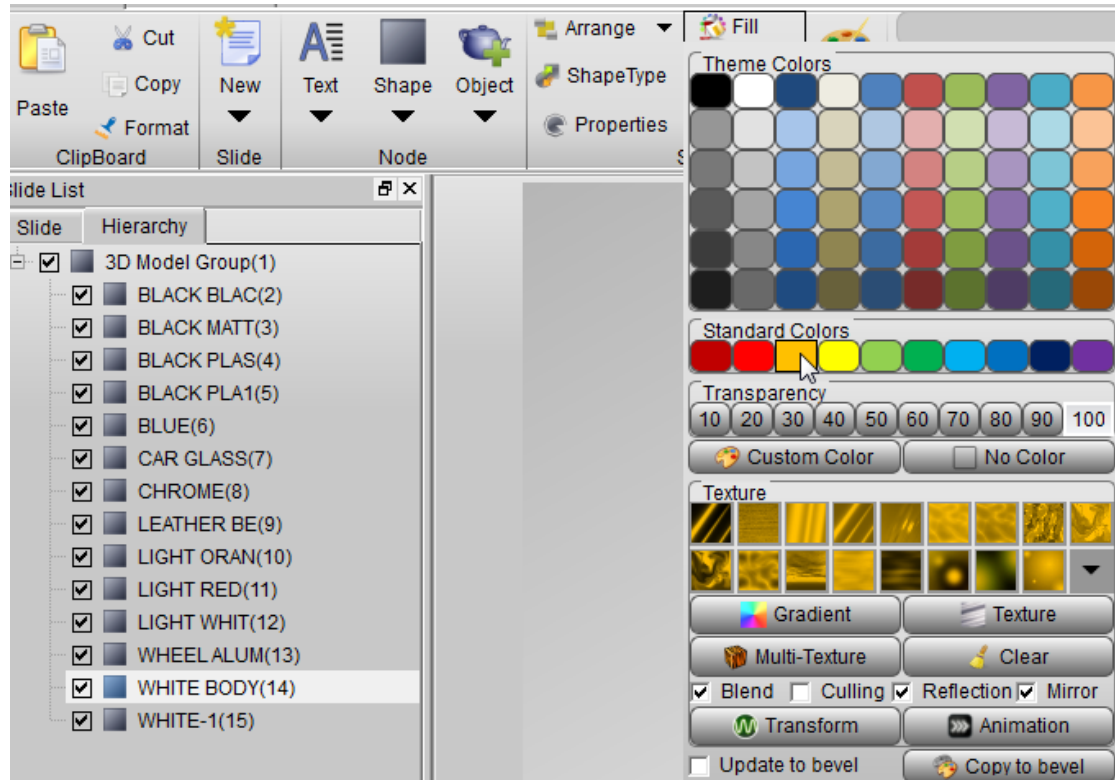 Cut
Copy
Format
Paste
ClipBoard
New
Slide
Text
Shape
Object
Node
Arrange
ShapeType
Properties
Fill
Slide List
Slide
Hierarchy
3D Model Group(1)
BLACK BLAC(2)
BLACK MATT(3)
BLACK PLAS(4)
BLACK PLA1(5)
BLUE(6)
CAR GLASS(7)
CHROME(8)
LEATHER BE(9)
LIGHT ORAN(10)
LIGHT RED(11)
LIGHT WHIT(12)
WHEEL ALUM(13)
WHITE BODY(14)
WHITE-1(15)
Theme Colors
Standard Colors
Transparency
10 20 30 40 50 60 70 80 90 100
Custom Color
No Color
Texture
Gradient
Texture
Multi-Texture
Clear
Blend Culling Reflection Mirror
Transform
Animation
Update to bevel
Copy to bevel